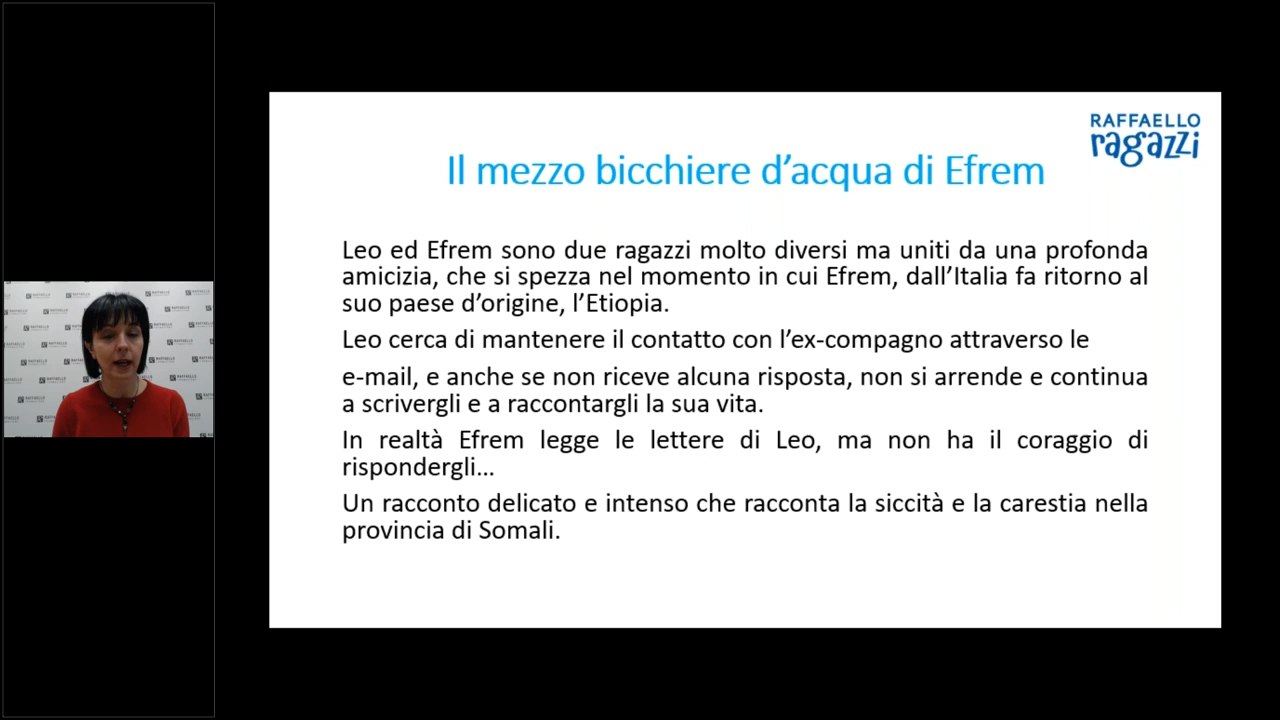 RAFFAELLO
ragazzi
Il mezzo bicchiere d’acqua di Efrem
Leo ed Efrem sono due ragazzi molto diversi ma uniti da una profonda
amicizia, che si spezza nel momento in cui Efrem, dall’Italia fa ritorno al
suo paese d’origine, l’Etiopia.
Leo cerca di mantenere il contatto con l’ex-compagno attraverso le
e-mail, e anche se non riceve alcuna risposta, non si arrende e continua
a scrivergli e a raccontargli la sua vita.
In realtà Efrem legge le lettere di Leo, ma non ha il coraggio di
rispondergli...
Un racconto delicato e intenso che racconta la siccità e la carestia nella
provincia di Somali.